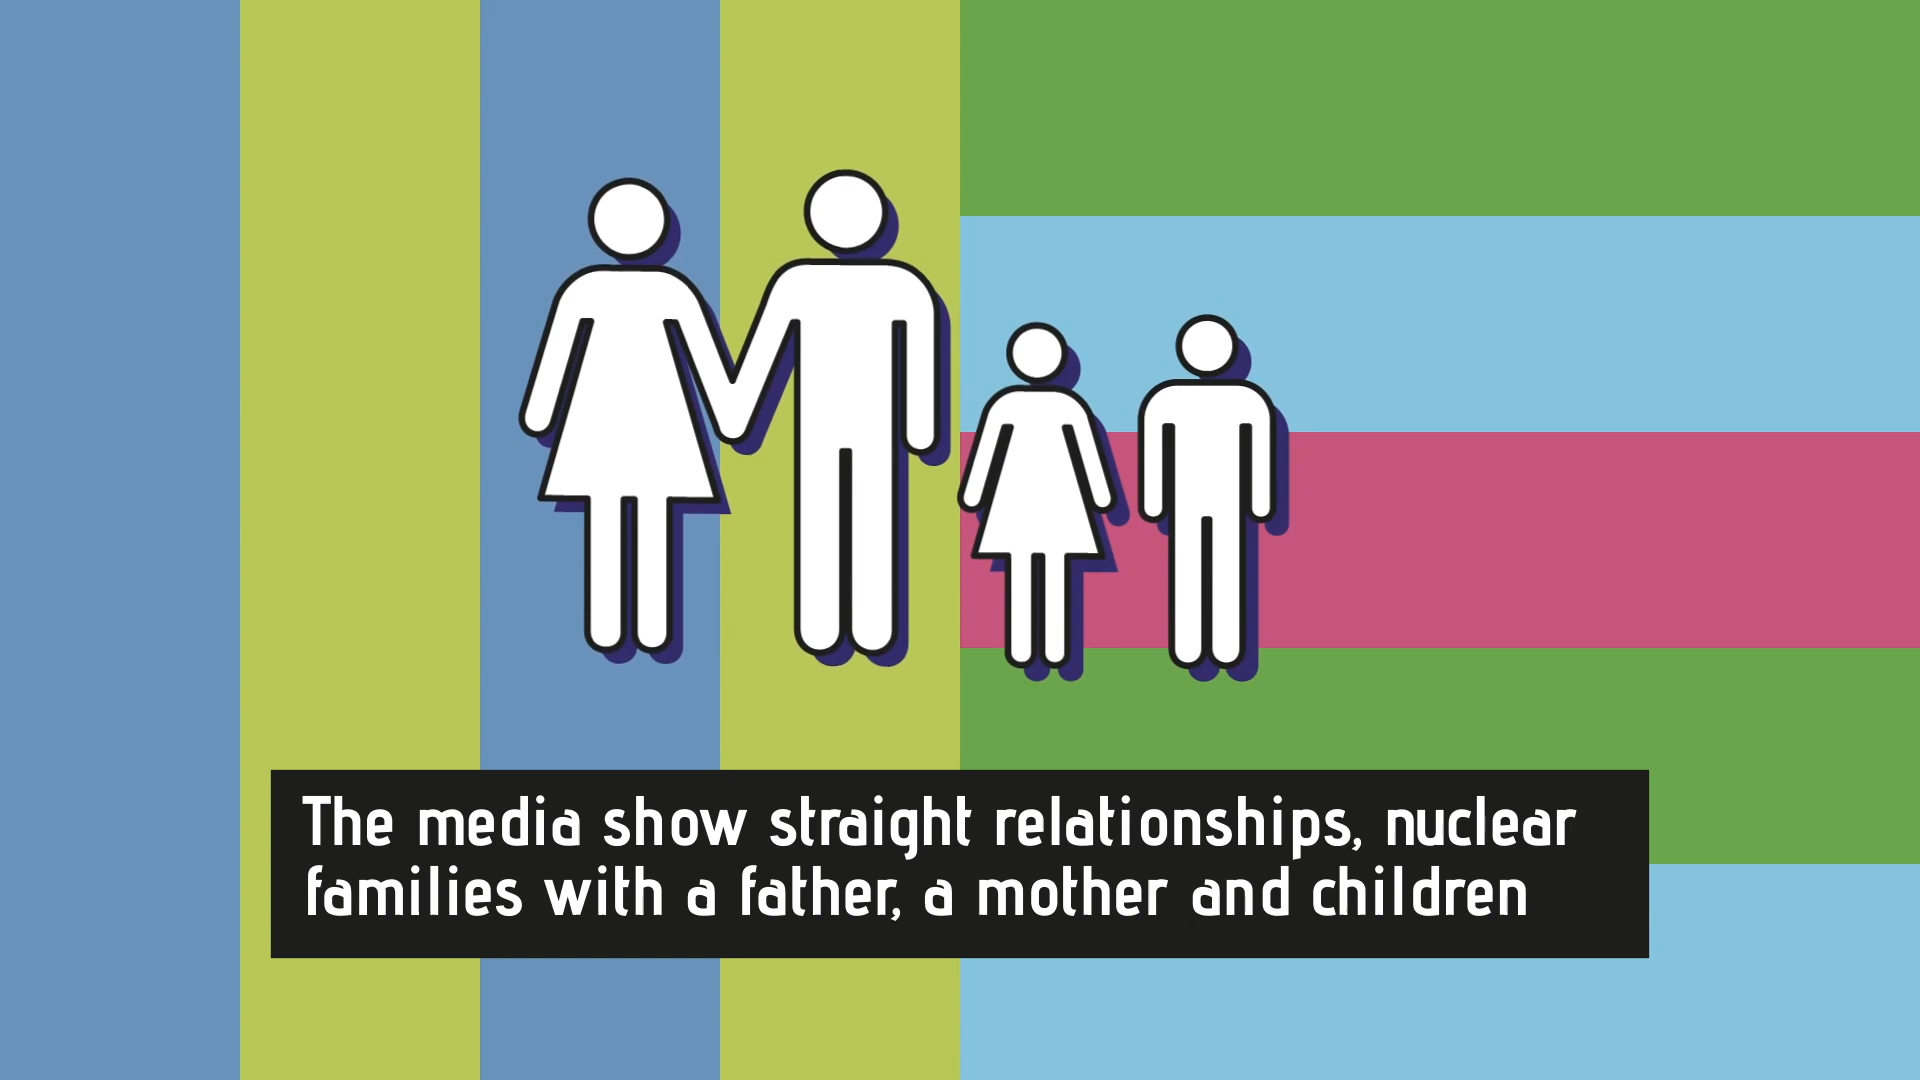 The media show straight relationships, nuclear
families with a father, a mother and children